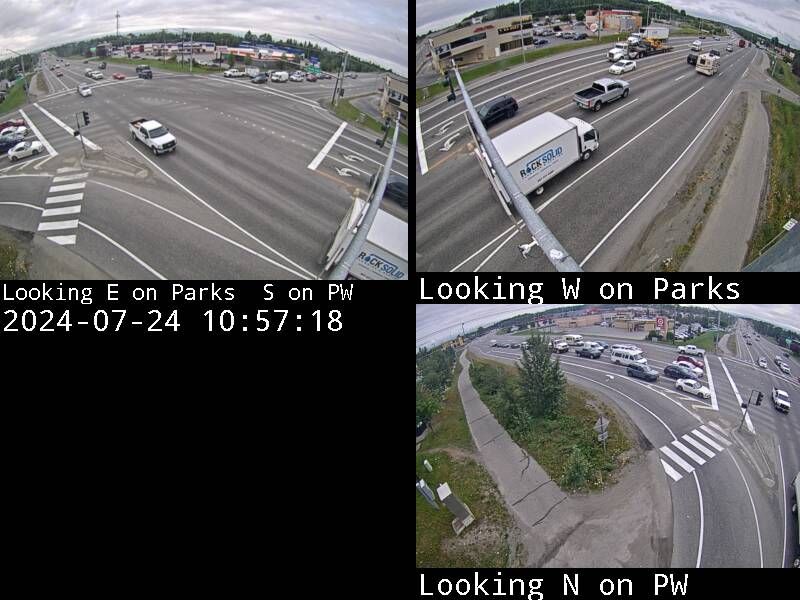 ROCK SOLID
ROCK SOLID
Looking E on Parks  S on PW
2024-07-24 10:57:18
Looking W on Parks
Looking N on PW